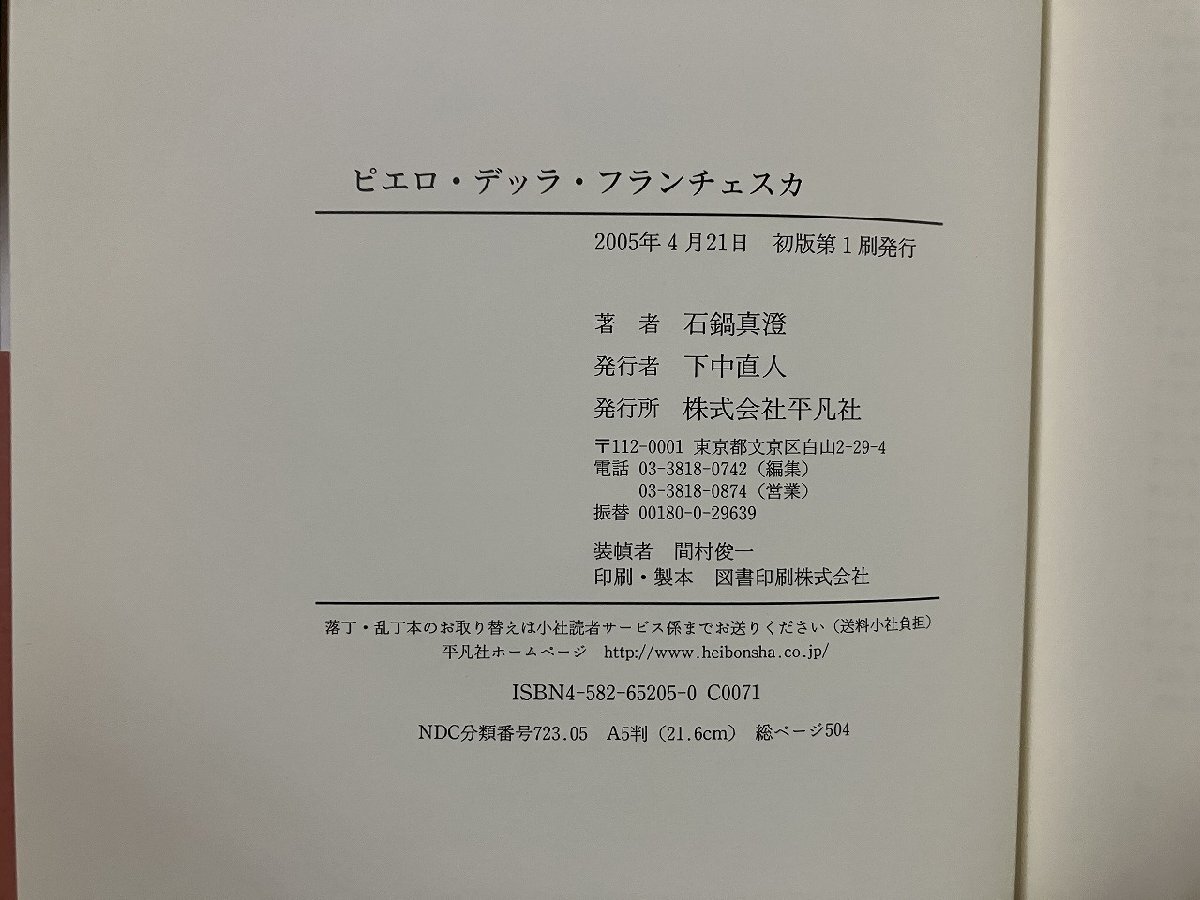 ピエロ・デッラ・フランチェスカ
2005年4月21日　初版第1刷発行
著　者　石鍋真澄
発行者　下中直人
発行所　株式会社平凡社
〒112-0001 東京都文京区白山2-29-4
電話 03-3818-0742（編集）
03-3818-0874（営業）
振替 00180-0-29639
装幀者　間村俊一
印刷・製本　図書印刷株式会社
落丁・乱丁本のお取り替えは小社読者サービス係までお送りください（送料小社負担）
平凡社ホームページ　http://www.heibonsha.co.jp/
ISBN4-582-65205-0 C0071
NDC分類番号723.05　A5判（21.6cm）　総ページ504